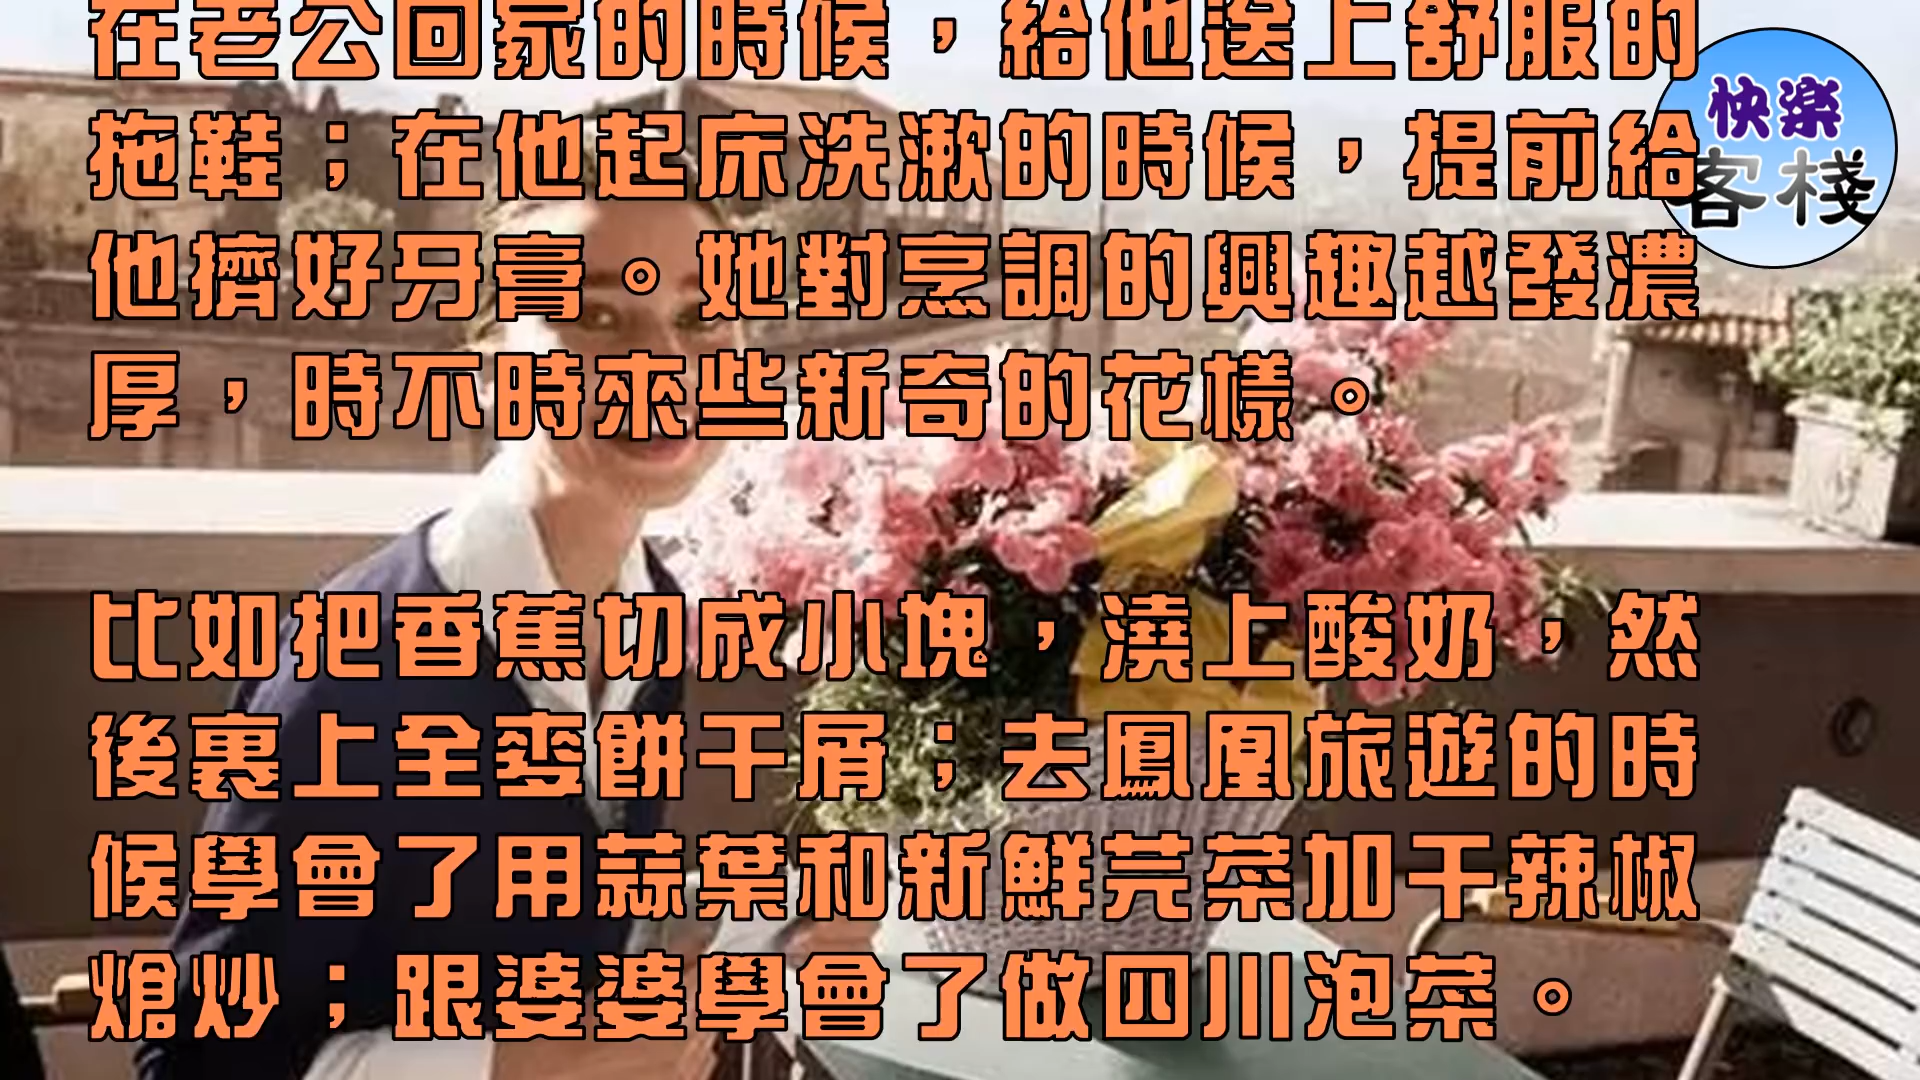 在老公回家的時候，給他送上舒服的
拖鞋；在他起床洗漱的時候，提前給
他擠好牙膏。她對烹調的興趣越發濃
厚，時不時來些新奇的花樣。
比如把香蕉切成小塊，澆上酸奶，然
後裏上全麥餅干屑；去鳳凰旅遊的時
候學會了用蒜葉和新鮮芫菜加干辣椒
熗炒；跟婆婆學會了做四川泡菜。
快樂
客棧